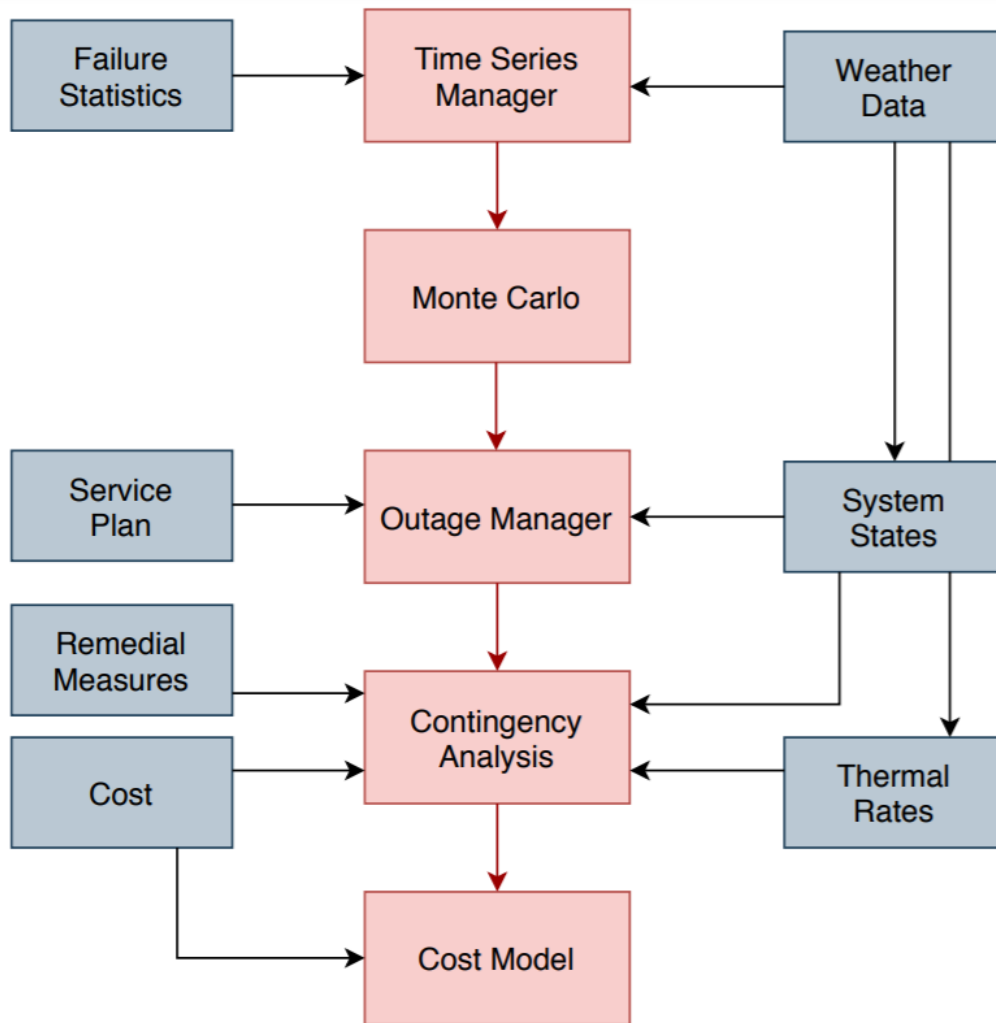 Failure
Statistics
Time Series
Manager
Weather
Data
Monte Carlo
Service
Plan
Outage Manager
System
States
Remedial
Measures
Contingency
Analysis
Cost
Thermal
Rates
Cost Model